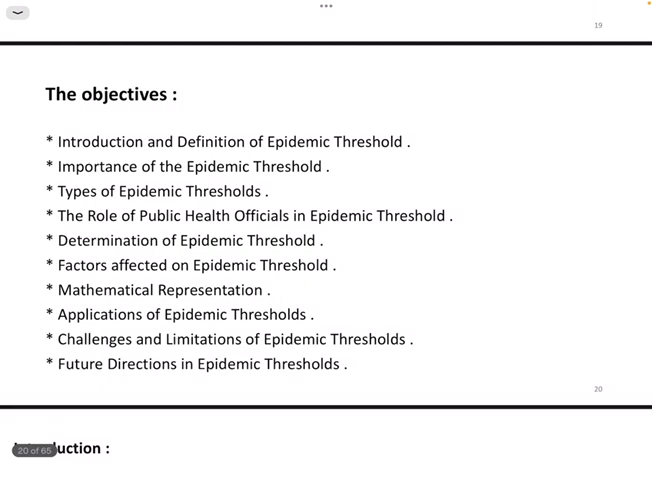 19
The objectives :
* Introduction and Definition of Epidemic Threshold .
* Importance of the Epidemic Threshold .
* Types of Epidemic Thresholds .
* The Role of Public Health Officials in Epidemic Threshold .
* Determination of Epidemic Threshold .
* Factors affected on Epidemic Threshold .
* Mathematical Representation .
* Applications of Epidemic Thresholds .
* Challenges and Limitations of Epidemic Thresholds .
* Future Directions in Epidemic Thresholds .
20
20 of 65 uction :